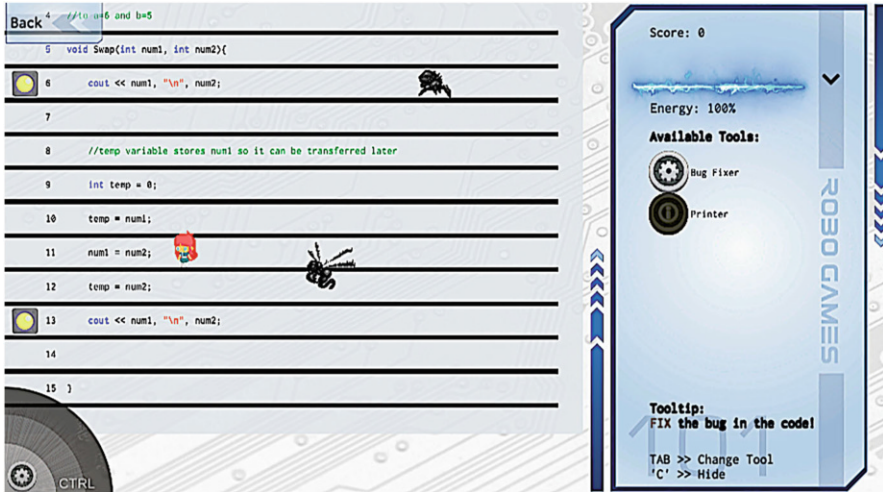 Back
4 //to a=6 and b=5
5 void Swap(int num1, int num2){
6 cout << num1, "\n", num2;
7
8 //temp variable stores num1 so it can be transferred later
9 int temp = 0;
10 temp = num1;
11 num1 = num2;
12 temp = num2;
13 cout << num1, "\n", num2;
14
15 }
CTRL
Score: 0
Energy: 100%
Available Tools:
Bug Fixer
Printer
ROBO GAMES
Tooltip:
FIX the bug in the code!
101
TAB >> Change Tool
'C' >> Hide